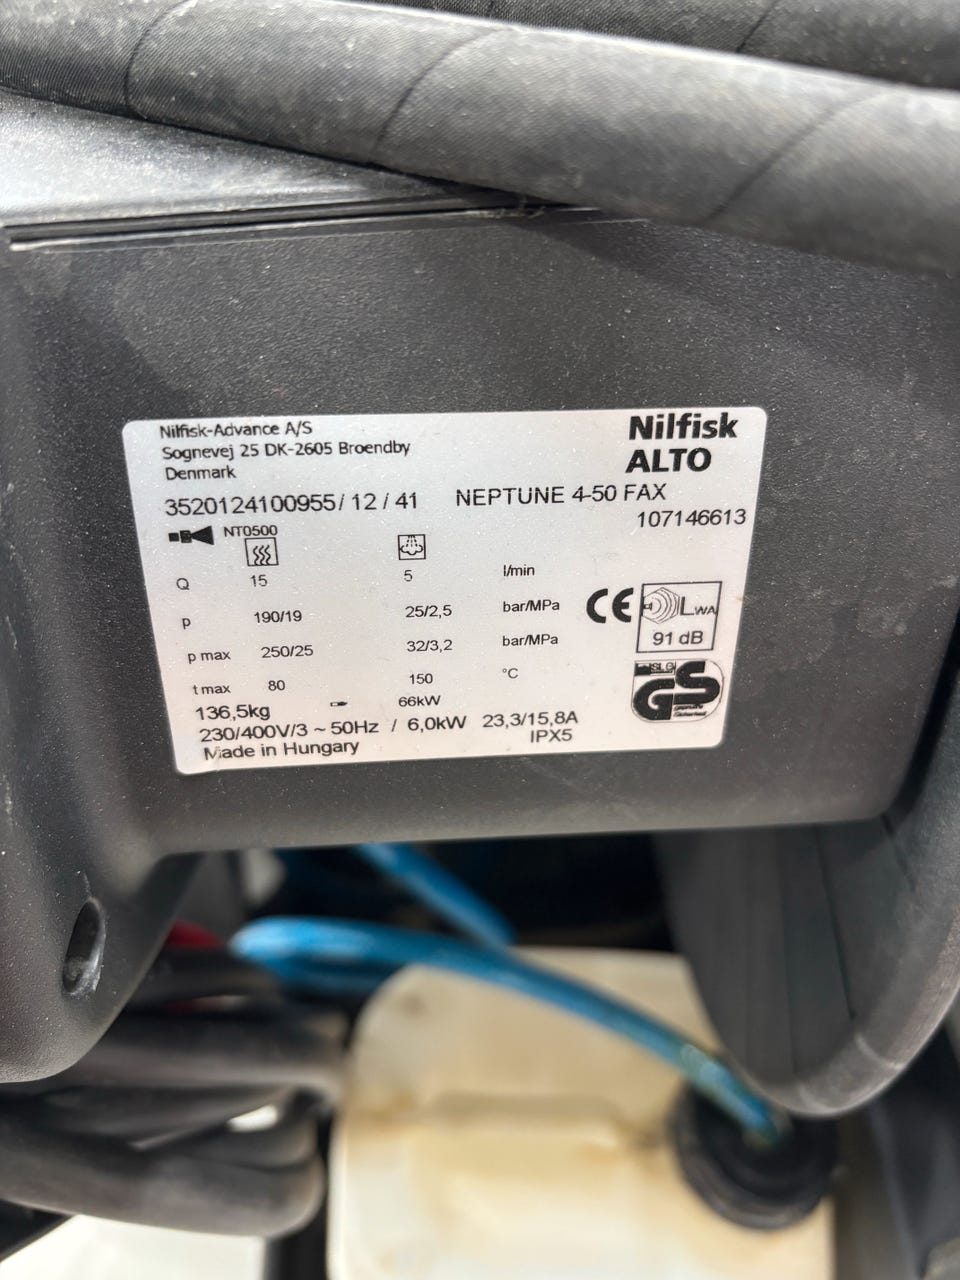 Nilfisk-Advance A/S
Sognevej 25 DK-2605 Broendby
Denmark
Nilfisk
ALTO
3520124100955/ 12 / 41 NEPTUNE 4-50 FAX
107146613
NT0500
Q 15 5 l/min
p 190/19 25/2,5 bar/MPa
p max 250/25 32/3,2 bar/MPa
t max 80 150 °C
CE LWA
91 dB
GS
geprüfte
Sicherheit
136,5kg 66kW
230/400V/3 ~ 50Hz / 6,0kW 23,3/15,8A
IPX5
Made in Hungary